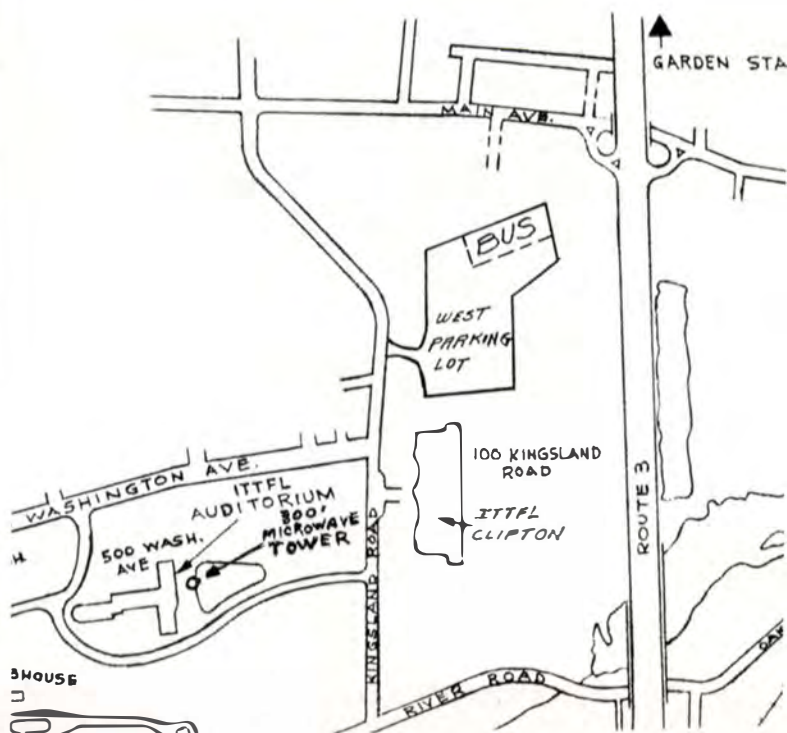 GARDEN STA
MAIN AVE.
BUS
WEST
PARKING
LOT
100 KINGSLAND
ROAD
ITTFL
CLIPTON
ROUTE 3
WASHINGTON AVE.
ITTFL
AUDITORIUM
300'
MICROWAVE
TOWER
500 WASH.
AVE
H
KINGSLAND ROAD
RIVER ROAD
OAK
BHOUSE